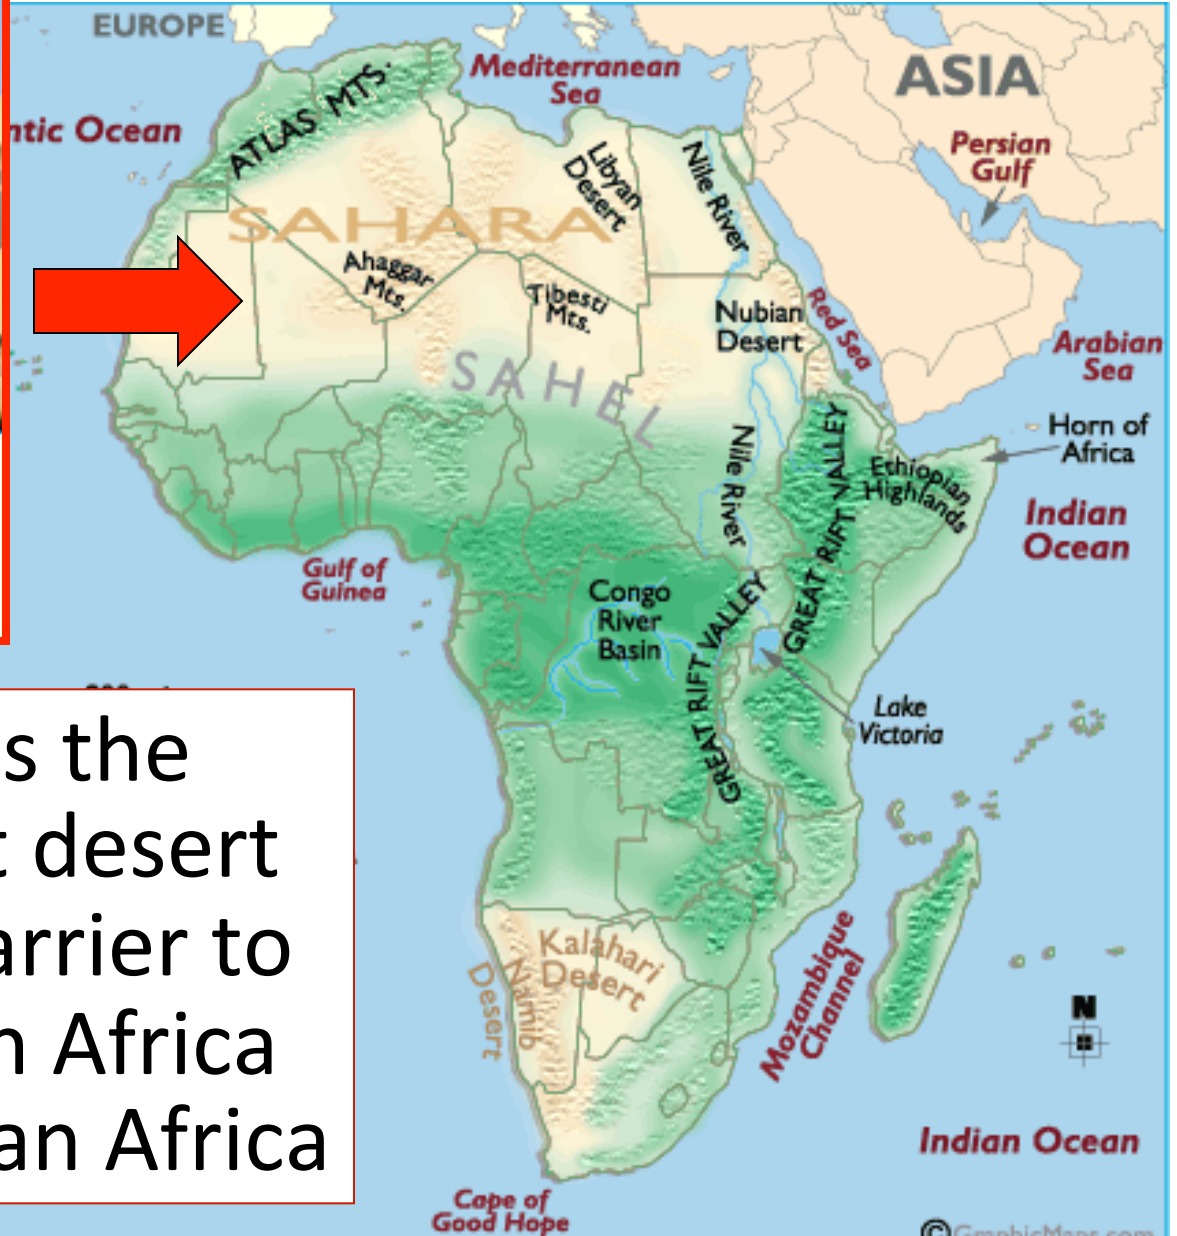 EUROPE
Mediterranean
Sea
ASIA
ntic Ocean
ATLAS MTS.
Persian
Gulf
Libyan
Desert
Nile River
SAHARA
Ahaggar
Mts.
Tibesti
Mts.
Nubian
Desert
Red Sea
Arabian
Sea
SAHEL
Horn of
Africa
Nile River
GREAT RIFT VALLEY
Ethiopian
Highlands
Indian
Ocean
Gulf of
Guinea
Congo
River
Basin
GREAT RIFT VALLEY
Lake
Victoria
s the
t desert
arrier to
n Africa
an Africa
Kalahari
Desert
Namib
Desert
Mozambique
Channel
N
Indian Ocean
Cape of
Good Hope
©GraphicMaps.com